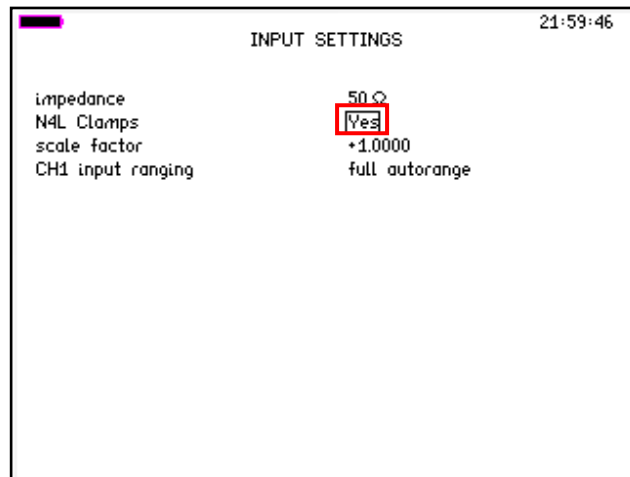 21:59:46
INPUT SETTINGS
impedance 50 Ω
N4L Clamps Yes
scale factor +1.0000
CH1 input ranging full autorange